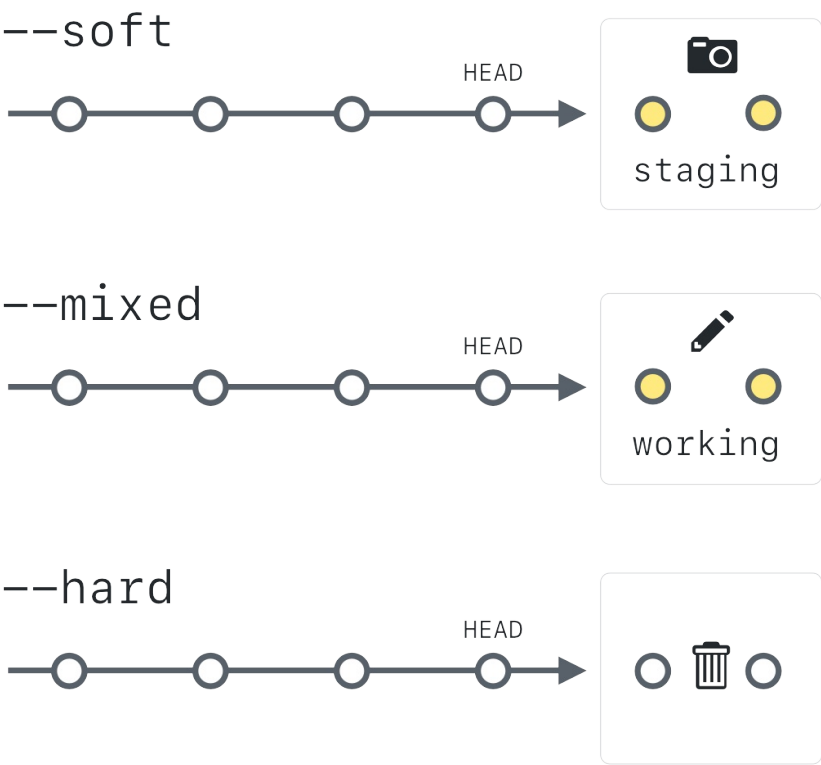 --soft
HEAD
staging
--mixed
HEAD
working
--hard
HEAD